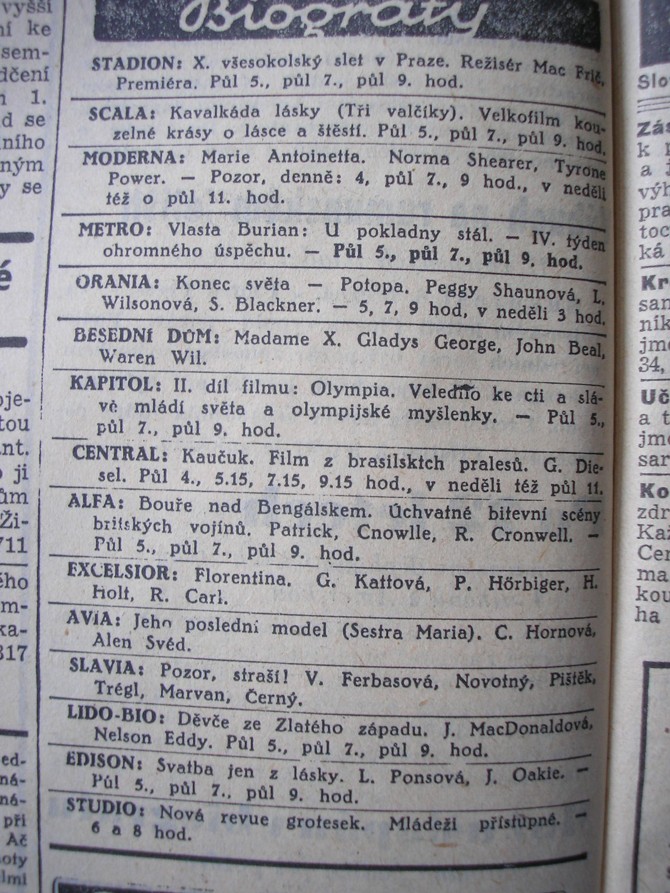 Biografy
STADION: X. všesokolský slet v Praze. Režisér Mac Frič.
Premiéra. Půl 5., půl 7., půl 9. hod.
SCALA: Kavalkáda lásky (Tři valčíky). Velkofilm kou-
zelné krásy o lásce a štěstí. Půl 5., půl 7., půl 9. hod.
MODERNA: Marie Antoinetta. Norma Shearer, Tyrone
Power. — Pozor, denně: 4, půl 7., 9 hod., v neděli
též o půl 11. hod.
METRO: Vlasta Burian: U pokladny stál. — IV. týden
ohromného úspěchu. — Půl 5., půl 7., půl 9. hod.
ORANIA: Konec světa — Potopa. Peggy Shaunová, L.
Wilsonová, S. Blackner. — 5, 7, 9 hod, v neděli 3 hod.
BESEDNÍ DŮM: Madame X. Gladys George, John Beal,
Waren Wil.
KAPITOL: II. díl filmu: Olympia. Veledílo ke cti a slá-
vě mládí světa a olympijské myšlenky. — Půl 5.,
půl 7., půl 9. hod.
CENTRAL: Kaučuk. Film z brasilsktch pralesů. G. Die-
sel. Půl 4., 5.15, 7.15, 9.15 hod., v neděli též půl 11.
ALFA: Bouře nad Bengálskem. Úchvatné bitevní scény
britských vojínů. Patrick, Cnowlle, R. Cronwell. —
Půl 5., půl 7., půl 9. hod.
EXCELSIOR: Florentina. G. Kattová, P. Hörbiger, H.
Holt, R. Carl.
AVIA: Jeho poslední model (Sestra Maria). C. Hornová,
Alen Svéd.
SLAVIA: Pozor, straší! V. Ferbasová, Novotný, Pištěk,
Trégl, Marvan, Černý.
LIDO-BIO: Děvče ze Zlatého západu. J. MacDonaldová,
Nelson Eddy. Půl 5., půl 7., půl 9. hod.
EDISON: Svatba jen z lásky. L. Ponsová, J. Oakie. —
Půl 5., půl 7., půl 9. hod.
STUDIO: Nová revue grotesek. Mládeži přístupné. —
6 a 8 hod.